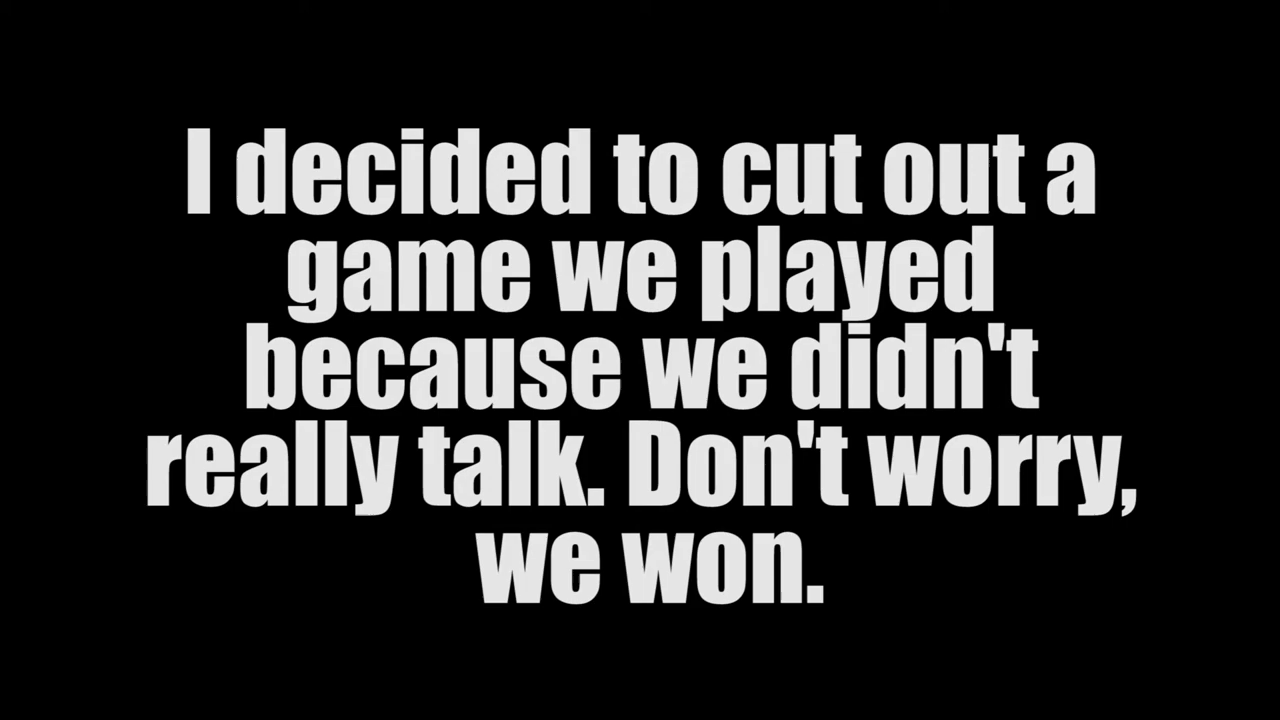 I decided to cut out a
game we played
because we didn't
really talk. Don't worry,
we won.